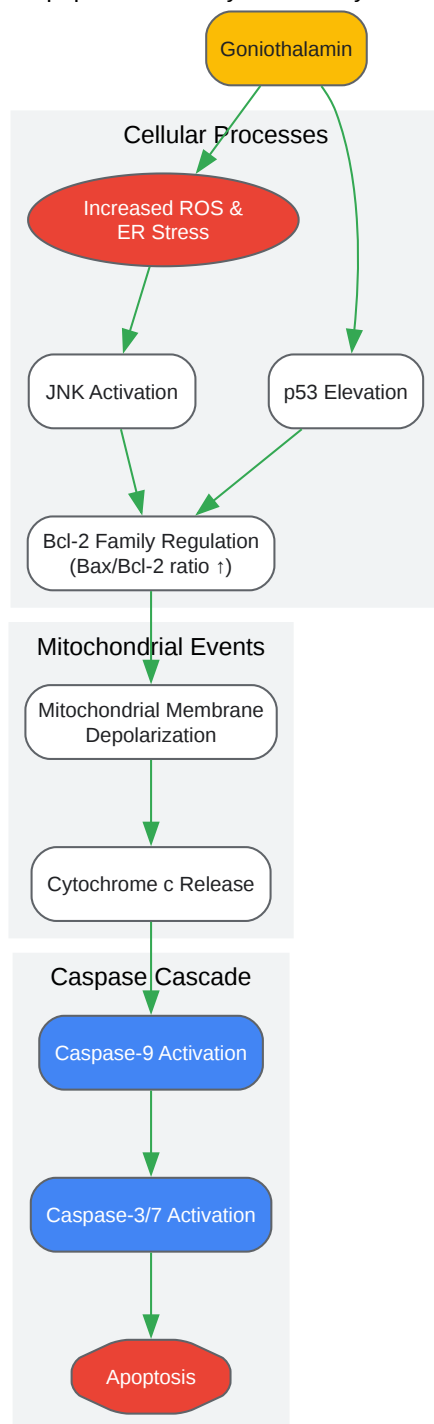 Goniothalamin
Cellular Processes
Increased ROS &
ER Stress
JNK Activation
p53 Elevation
Bcl-2 Family Regulation
(Bax/Bcl-2 ratio ↑)
Mitochondrial Events
Mitochondrial Membrane
Depolarization
Cytochrome c Release
Caspase Cascade
Caspase-9 Activation
Caspase-3/7 Activation
Apoptosis